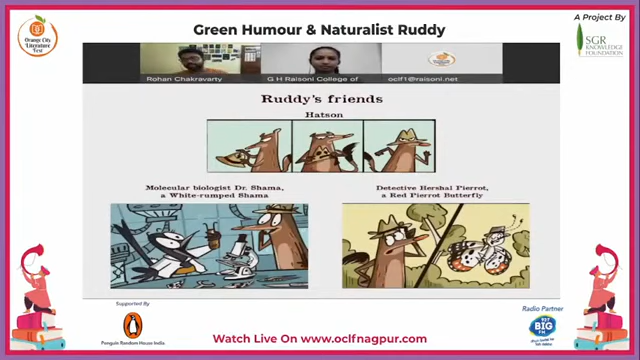 Green Humour & Naturalist Ruddy
A Project By
Orange City
Literature
Fest
SGR
KNOWLEDGE
FOUNDATION
Rohan Chakravarty
G H Raisoni College of
oclf1@raisoni.net
Ruddy's friends
Hatson
Molecular biologist Dr. Shama,
a White-rumped Shama
Detective Hershal Pierrot,
a Red Pierrot Butterfly
Supported By
Penguin Random House India
Radio Partner
BIG
FM
Watch Live On www.oclfnagpur.com